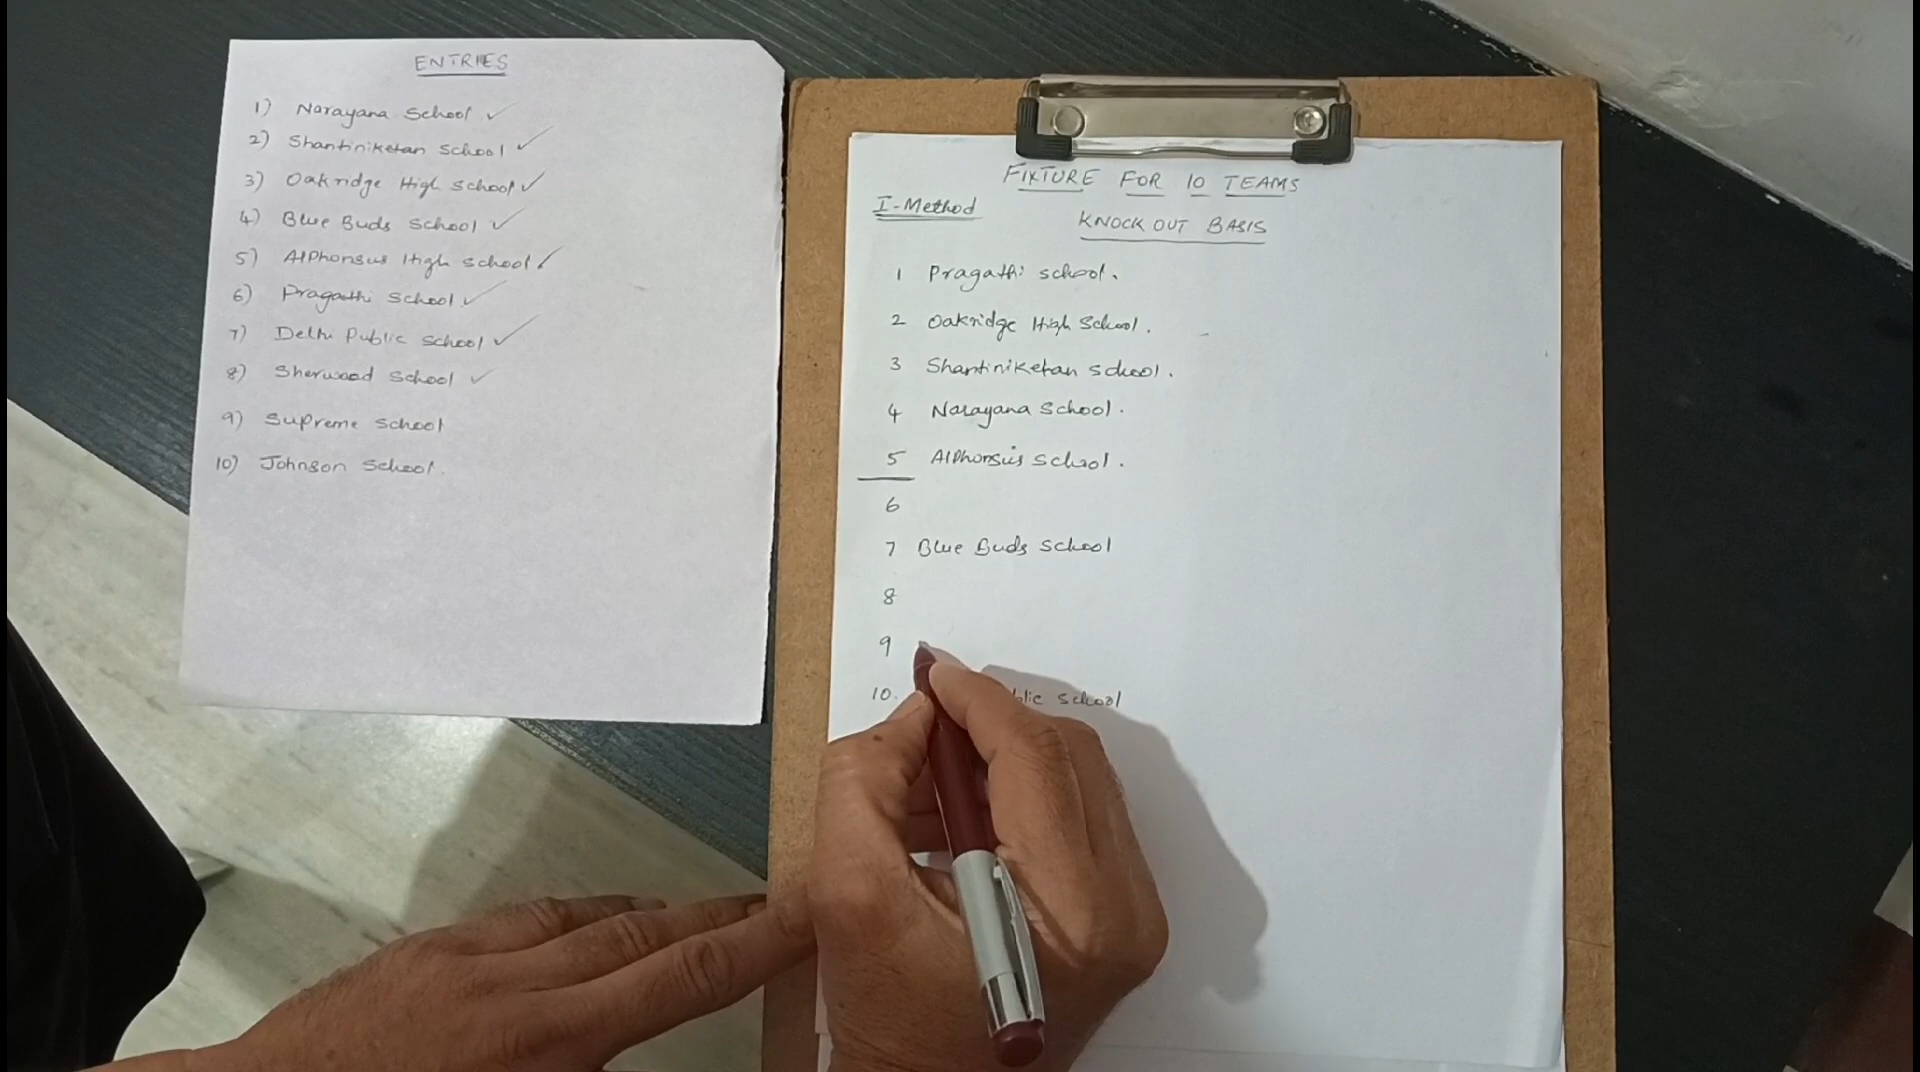 ENTRIES
1) Narayana School ✓
2) Shantiniketan School ✓
3) Oakridge High School ✓
4) Blue Buds School ✓
5) Alphonsus High School ✓
6) Pragathi School ✓
7) Delhi Public School ✓
8) Sherwood School ✓
9) Supreme School
10) Johnson School.
FIXTURE FOR 10 TEAMS
I-Method
KNOCK OUT BASIS
1 Pragathi school.
2 Oakridge High School.
3 Shantiniketan School.
4 Narayana School.
5 Alphonsus School.
6
7 Blue Buds School
8
9
10. blic School